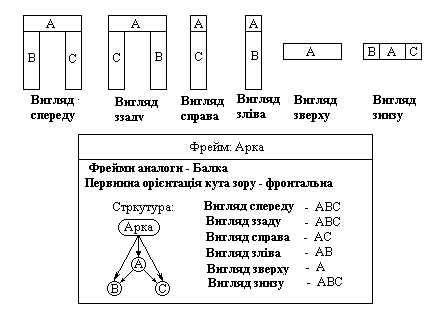 A A A A
B C C B C B A B A C
Вигляд спереду Вигляд ззаду Вигляд справа Вигляд зліва Вигляд зверху Вигляд знизу
Фрейм: Арка
Фрейми аналоги - Балка
Первинна орієнтація кута зору - фронтальна
Стркутура:
Арка
A
B C
Вигляд спереду - ABC
Вигляд ззаду - ABC
Вигляд справа - AC
Вигляд зліва - AB
Вигляд зверху - A
Вигляд знизу - ABC